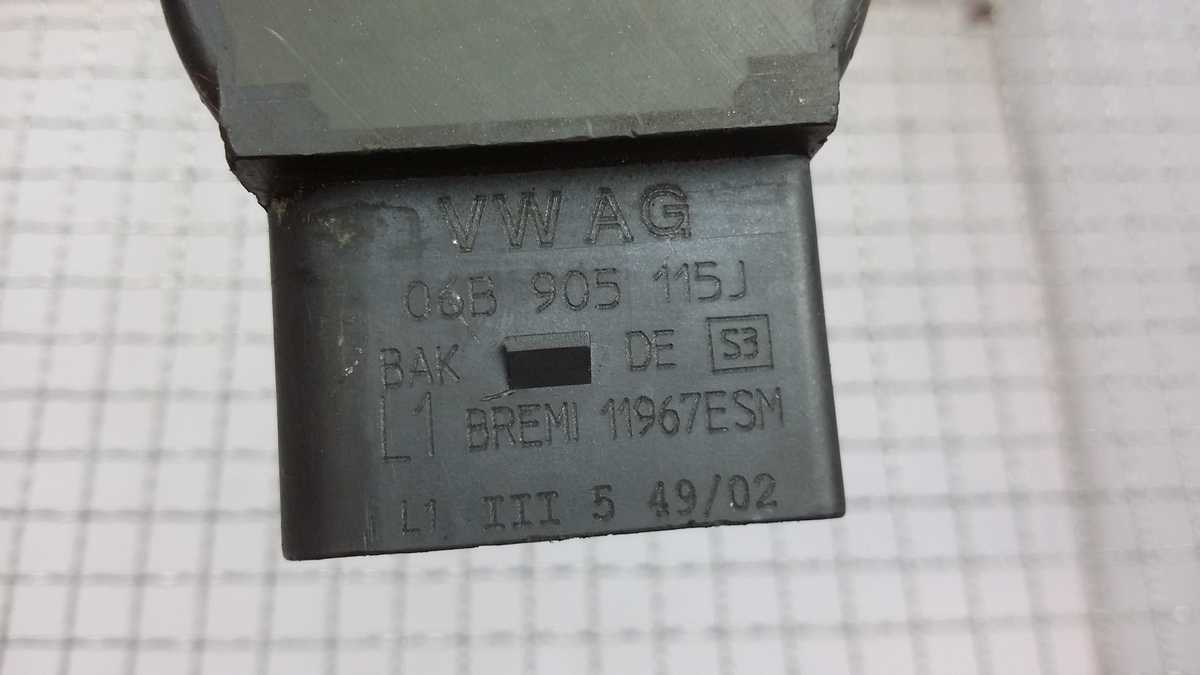 VW AG
06B 905 115J
BAK DE S3
L1 BREMI 11967ESM
L1 III 5 49/02